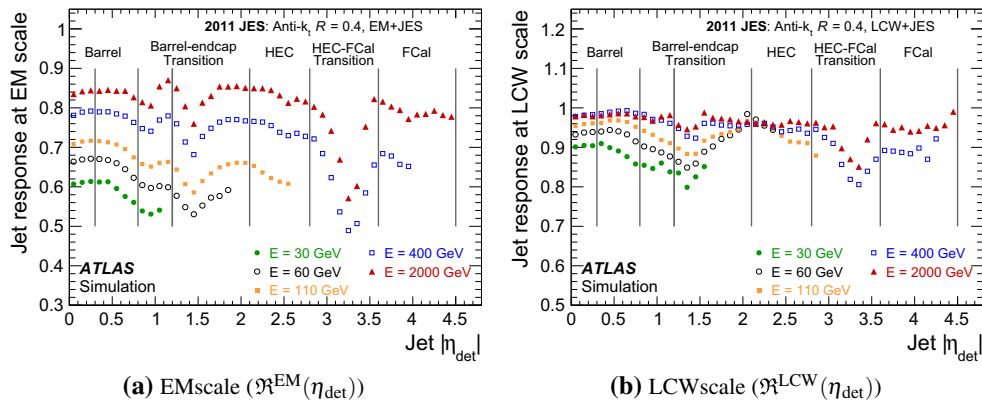 2011 JES: Anti-kt R = 0.4, EM+JES
Barrel
Barrel-endcap
Transition
HEC
HEC-FCal
Transition
FCal
Jet response at EM scale
1
0.9
0.8
0.7
0.6
0.5
0.4
0.3
ATLAS
Simulation
E = 30 GeV
E = 60 GeV
E = 110 GeV
E = 400 GeV
E = 2000 GeV
0 0.5 1 1.5 2 2.5 3 3.5 4 4.5
Jet |ηdet|
(a) EMscale (ℜ^EM(ηdet))
2011 JES: Anti-kt R = 0.4, LCW+JES
Barrel
Barrel-endcap
Transition
HEC
HEC-FCal
Transition
FCal
Jet response at LCW scale
1.2
1.1
1
0.9
0.8
0.7
0.6
0.5
ATLAS
Simulation
E = 30 GeV
E = 60 GeV
E = 110 GeV
E = 400 GeV
E = 2000 GeV
0 0.5 1 1.5 2 2.5 3 3.5 4 4.5
Jet |ηdet|
(b) LCWscale (ℜ^LCW(ηdet))